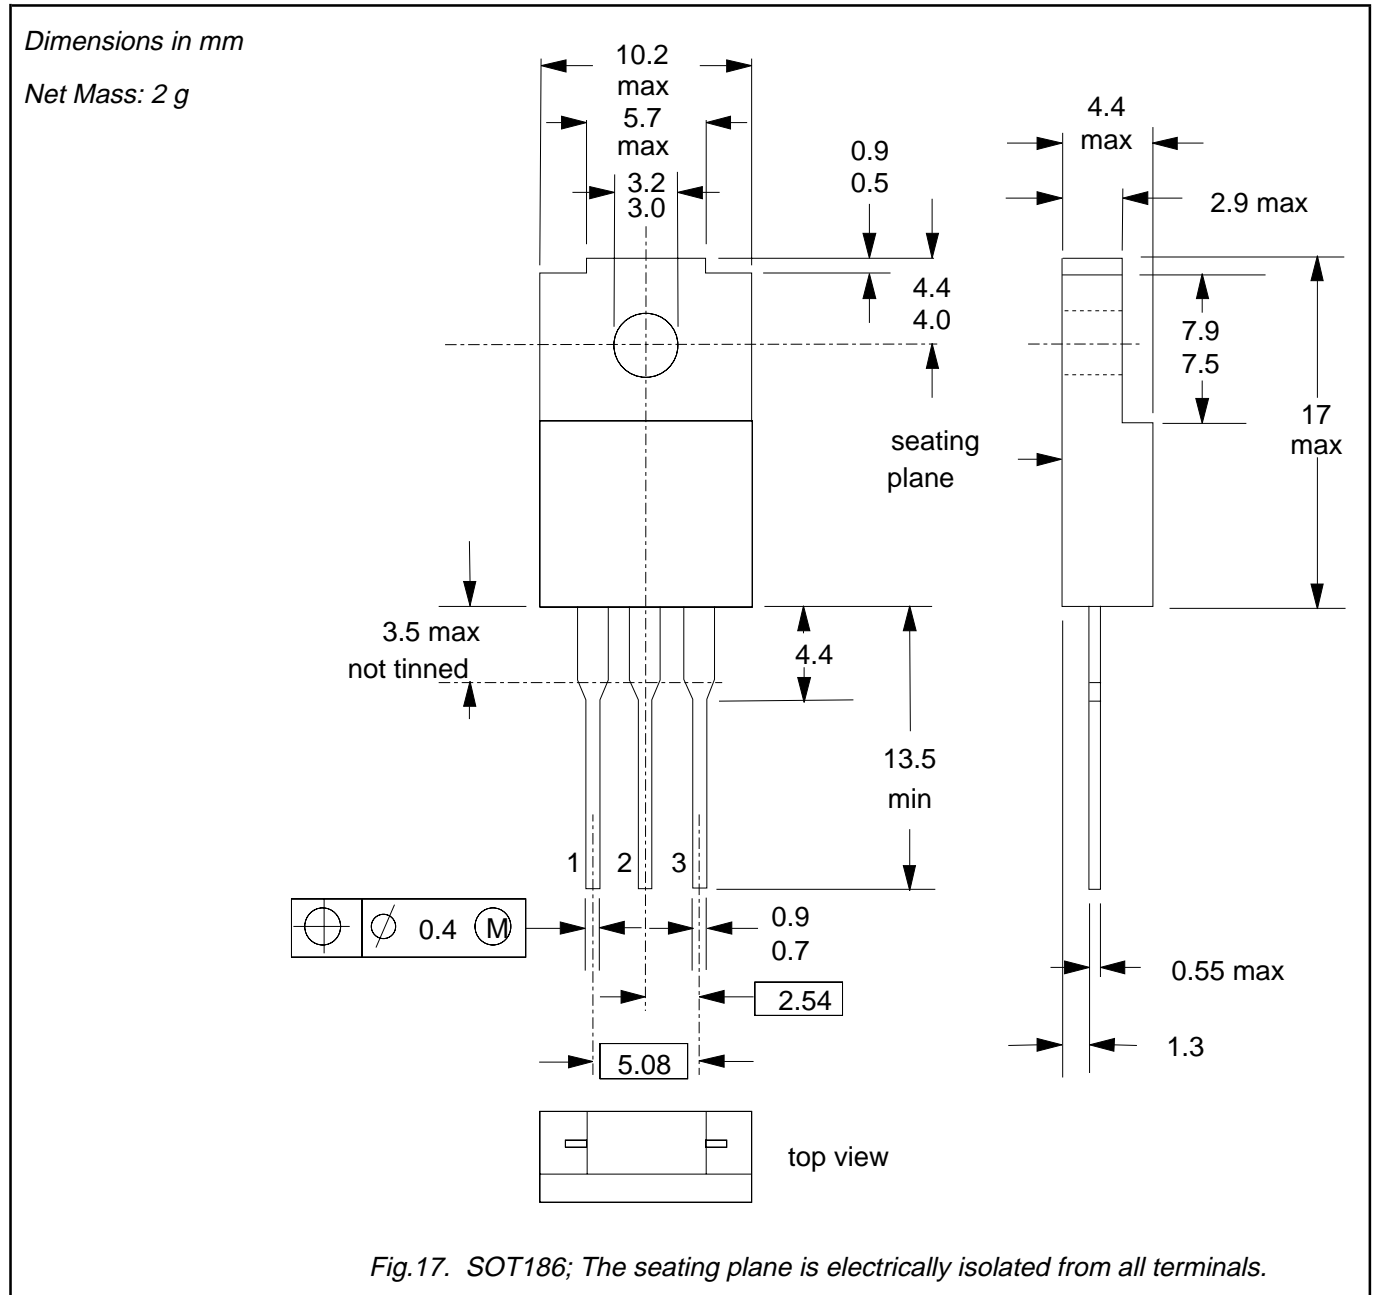 Dimensions in mm
Net Mass: 2 g
10.2
max
5.7
max
3.2
3.0
0.9
0.5
4.4
4.0
4.4
max
2.9 max
7.9
7.5
17
max
seating
plane
3.5 max
not tinned
4.4
13.5
min
1 2 3
0.4 M
0.9
0.7
2.54
5.08
0.55 max
1.3
top view
Fig.17. SOT186; The seating plane is electrically isolated from all terminals.